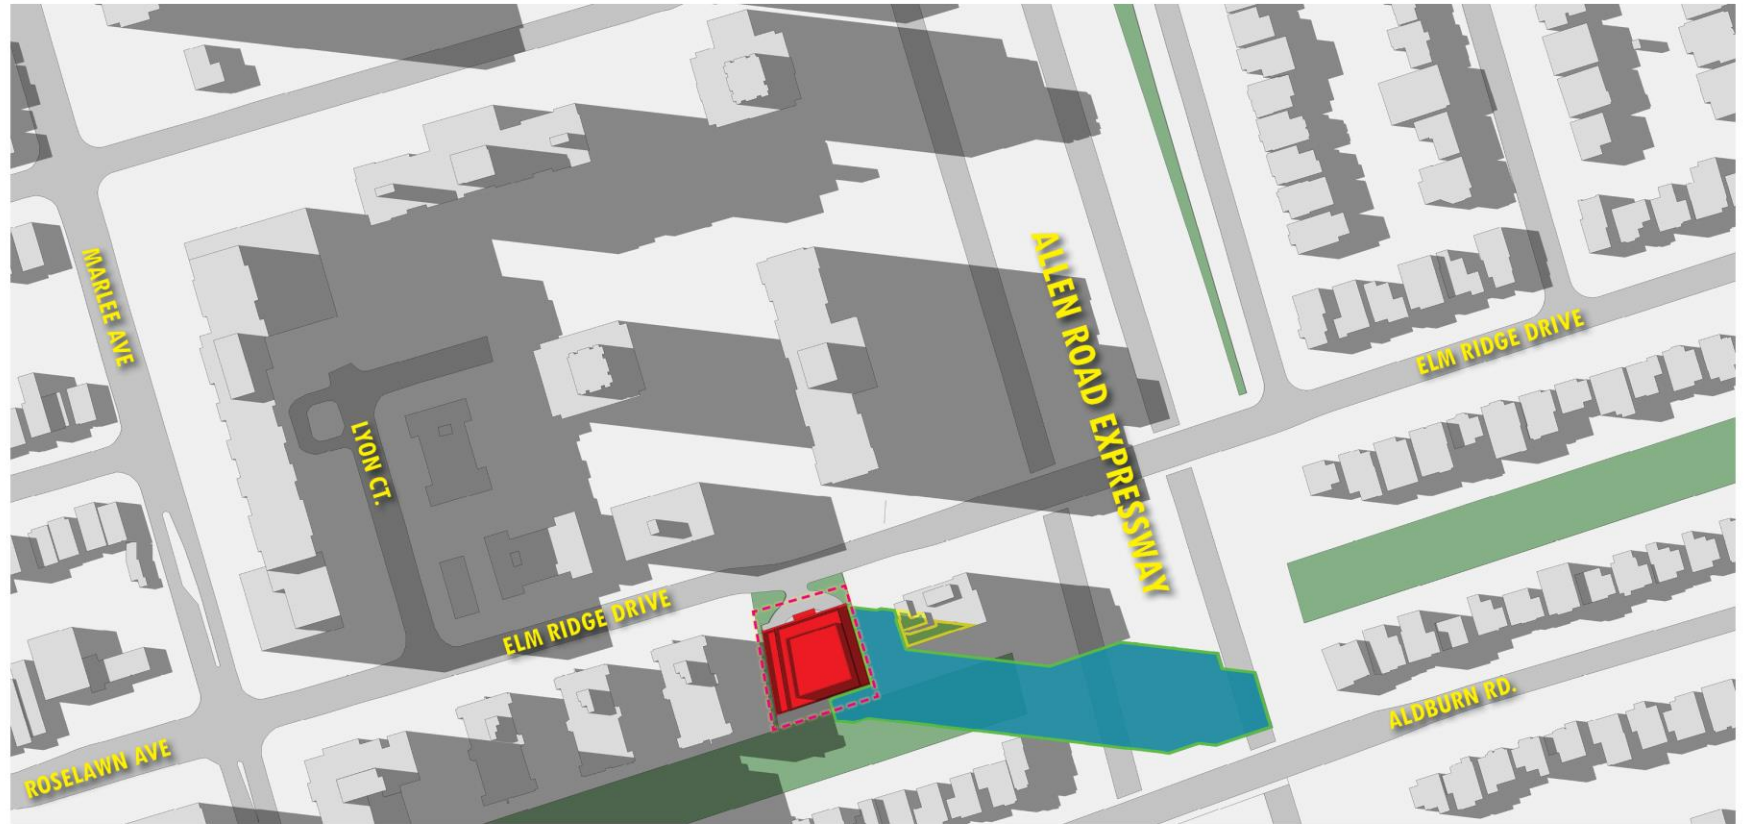 MARLEE AVE
ALLEN ROAD EXPRESSWAY
ELM RIDGE DRIVE
LYON CT.
ELM RIDGE DRIVE
ALDBURN RD.
ROSELAWN AVE